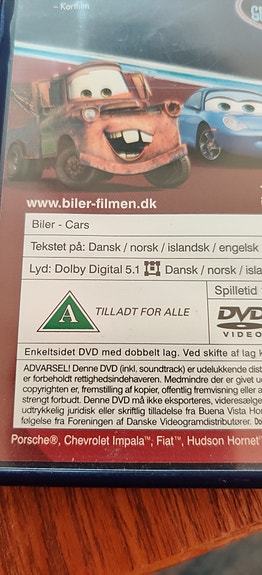 – Kortfilm
www.biler-filmen.dk
Biler - Cars
Tekstet på: Dansk / norsk / islandsk / engelsk
Lyd: Dolby Digital 5.1 Dansk / norsk / isla
Spilletid
A TILLADT FOR ALLE
DVD
VIDEO
Enkeltsidet DVD med dobbelt lag. Ved skifte af lag k
ADVARSEL! Denne DVD (inkl. soundtrack) er udelukkende dist
er forbeholdt rettighedsindehaveren. Medmindre der er givet u
copyrighten er, fremstilling af kopier, offentlig fremvisning eller a
strengt forbudt. Denne DVD må ikke eksporteres, videresælge
udtrykkelig juridisk eller skriftlig tilladelse fra Buena Vista Hor
følgelse fra Foreningen af Danske Videogramdistributører.
Porsche®, Chevrolet Impala™, Fiat™, Hudson Hornet™